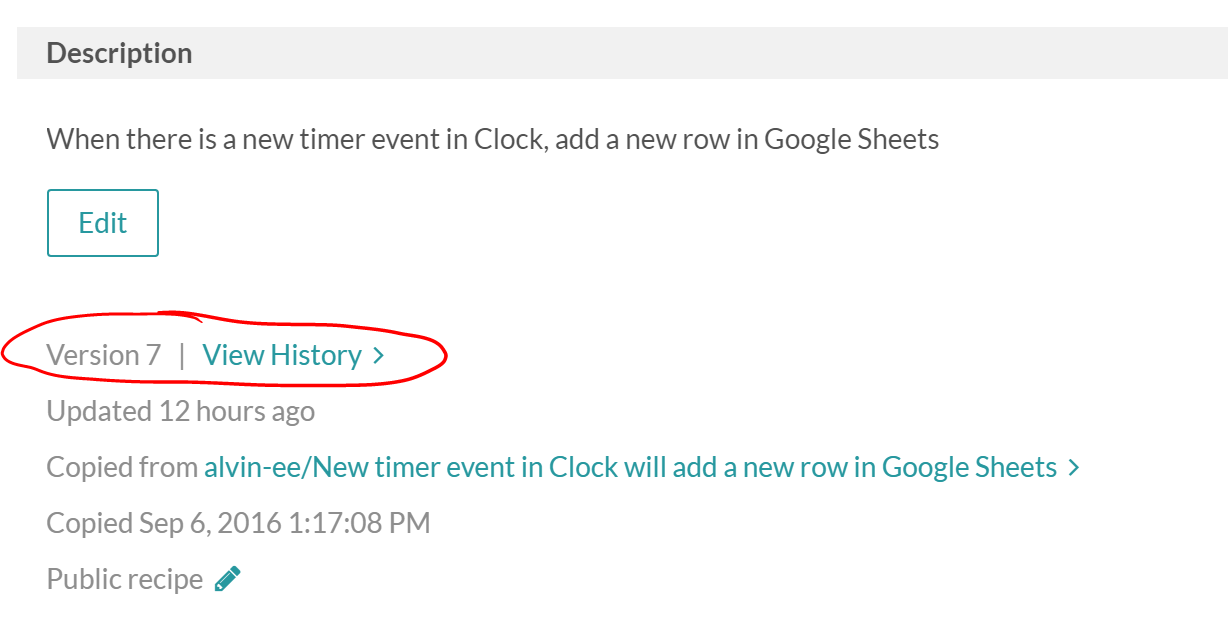 Description
When there is a new timer event in Clock, add a new row in Google Sheets
Edit
Version 7 | View History >
Updated 12 hours ago
Copied from alvin-ee/New timer event in Clock will add a new row in Google Sheets >
Copied Sep 6, 2016 1:17:08 PM
Public recipe